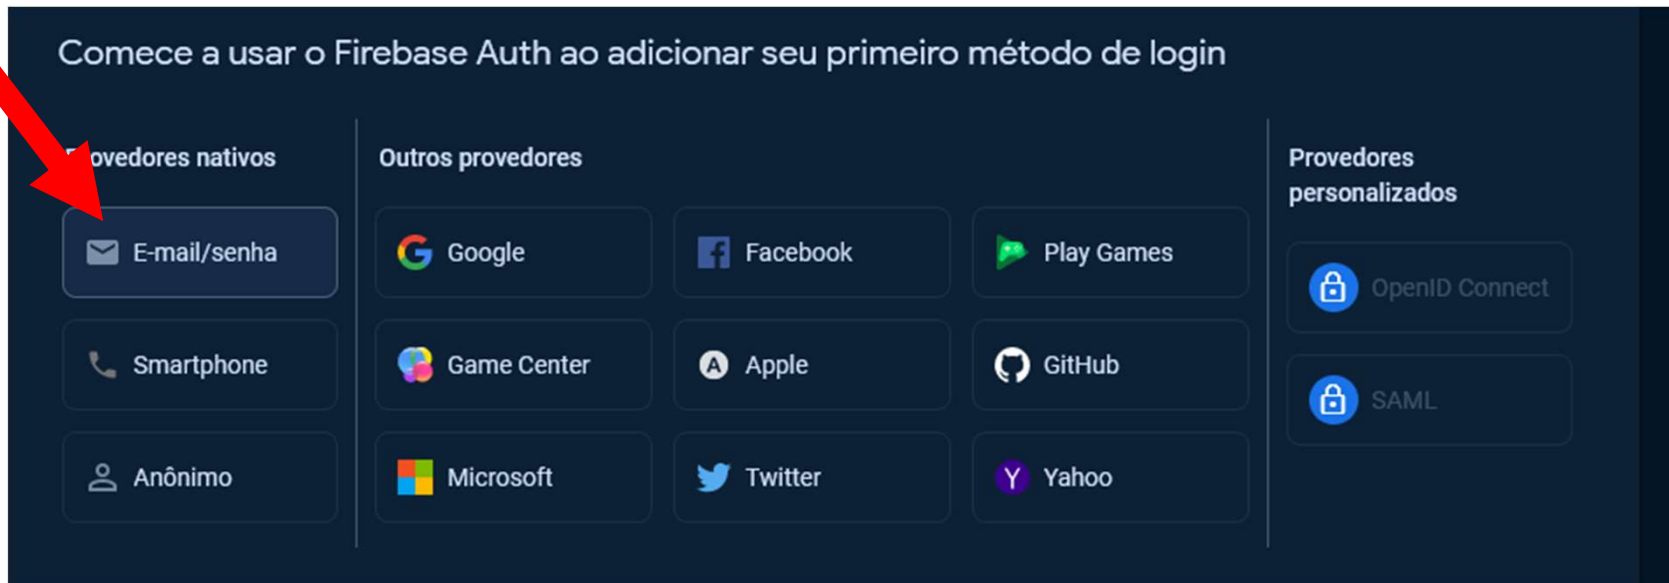 Comece a usar o Firebase Auth ao adicionar seu primeiro método de login
nativos
E-mail/senha
Smartphone
Anônimo
Outros provedores
Google
Facebook
Play Games
Game Center
Apple
GitHub
Microsoft
Twitter
Yahoo
Provedores
personalizados
OpenID Connect
SAML